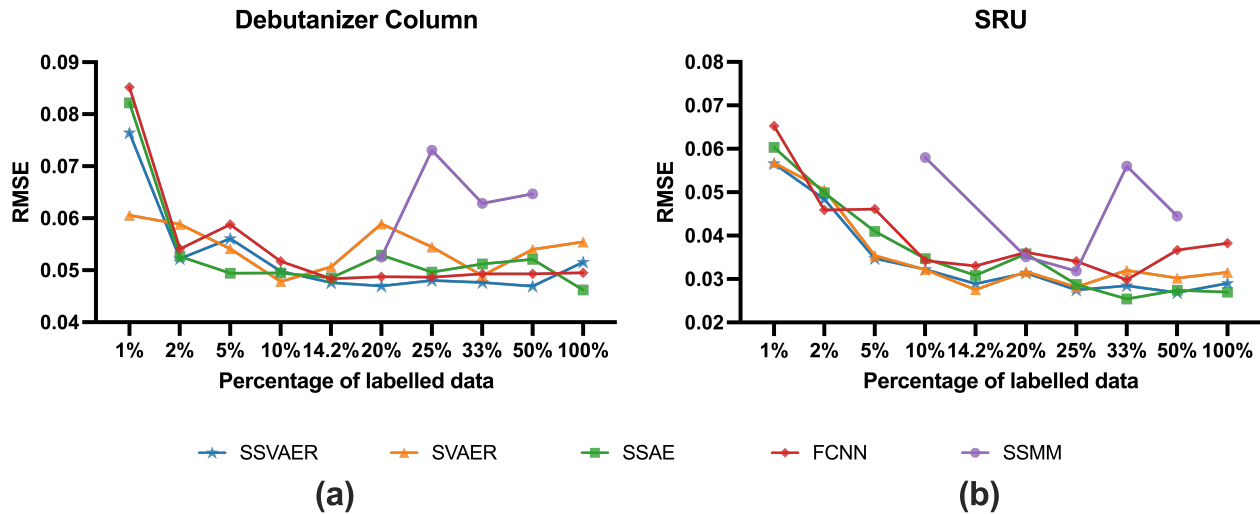 Debutanizer Column
RMSE
0.09
0.08
0.07
0.06
0.05
0.04
1% 2% 5% 10% 14.2% 20% 25% 33% 50% 100%
Percentage of labelled data
SRU
RMSE
0.08
0.07
0.06
0.05
0.04
0.03
0.02
1% 2% 5% 10% 14.2% 20% 25% 33% 50% 100%
Percentage of labelled data
SSVAER SVAER SSAE FCNN SSMM
(a) (b)